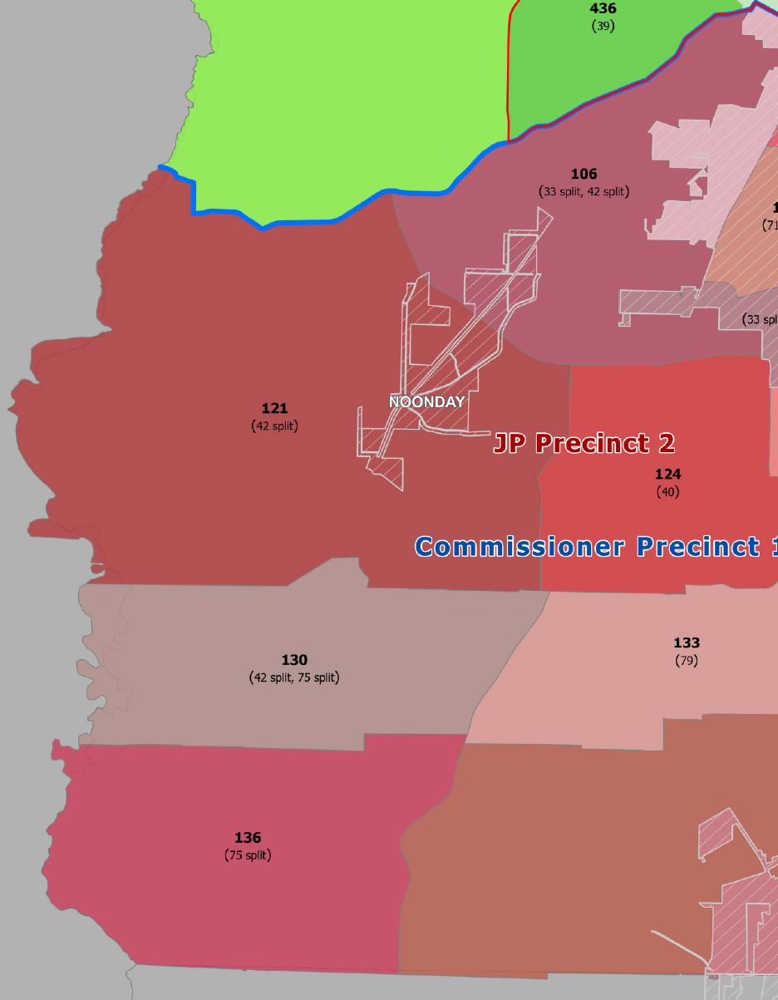 436
(39)
106
(33 split, 42 split)
121
(42 split)
NOONDAY
JP Precinct 2
124
(40)
Commissioner Precinct 1
130
(42 split, 75 split)
133
(79)
136
(75 split)